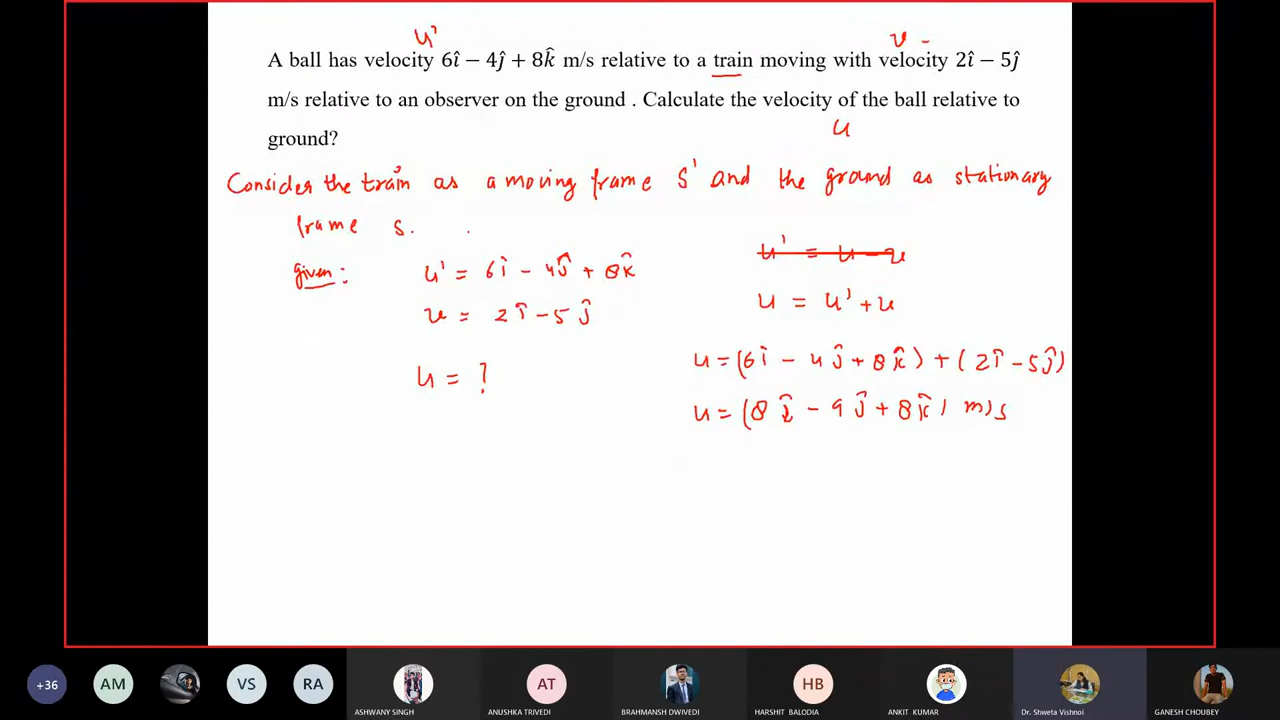 u'
v
A ball has velocity 6î − 4ĵ + 8k̂ m/s relative to a train moving with velocity 2î − 5ĵ
m/s relative to an observer on the ground . Calculate the velocity of the ball relative to
u
ground?
Consider the train as a moving frame S' and the ground as stationary
frame s.
given:
u' = 6î − 4ĵ + 8k̂
v = 2î − 5ĵ
u = ?
u' = u − v
u = u' + v
u = (6î − 4ĵ + 8k̂) + (2î − 5ĵ)
u = (8î − 9ĵ + 8k̂) m/s
+36
AM
VS
RA
ASHWANY SINGH
AT
ANUSHKA TRIVEDI
BRAHMANSH DWIVEDI
HB
HARSHIT BALODIA
ANKIT KUMAR
Dr. Shweta Vishnoi
GANESH CHOUBEY